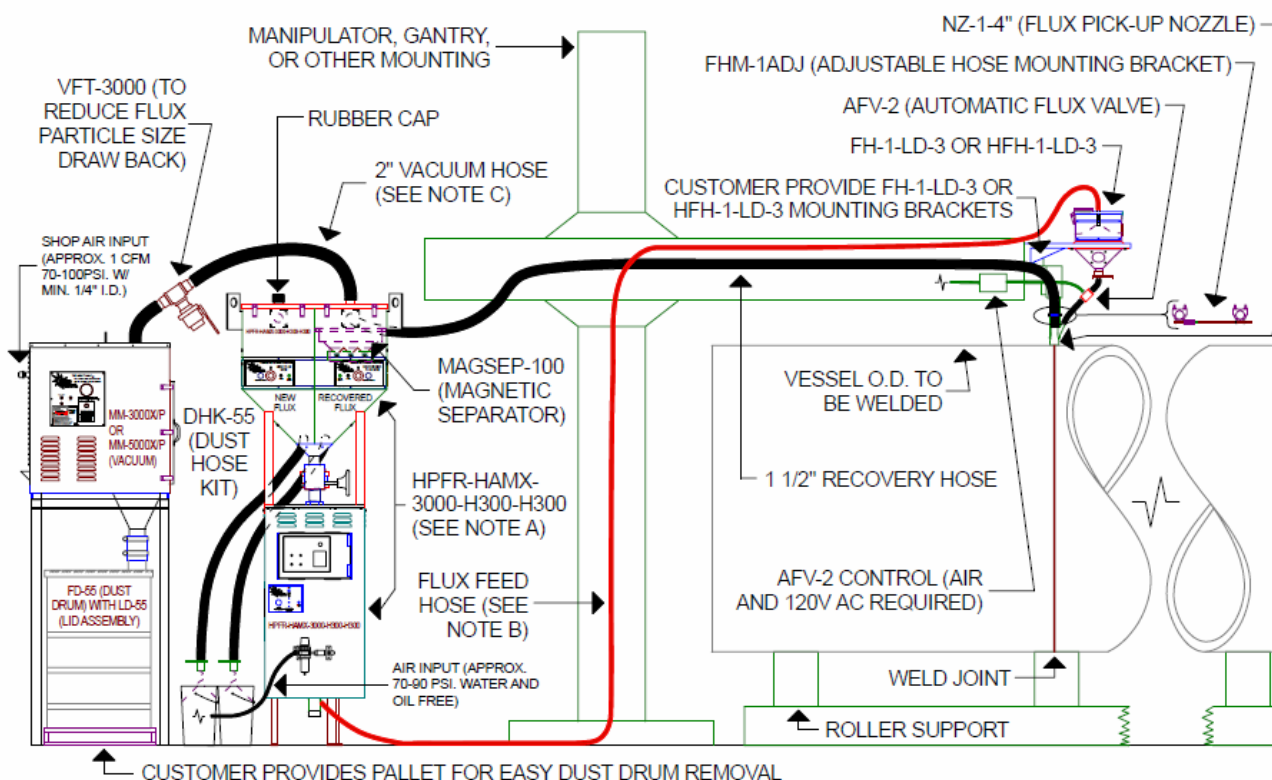 NZ-1-4" (FLUX PICK-UP NOZZLE)
MANIPULATOR, GANTRY,
OR OTHER MOUNTING
FHM-1ADJ (ADJUSTABLE HOSE MOUNTING BRACKET)
VFT-3000 (TO
REDUCE FLUX
PARTICLE SIZE
DRAW BACK)
RUBBER CAP
AFV-2 (AUTOMATIC FLUX VALVE)
FH-1-LD-3 OR HFH-1-LD-3
2" VACUUM HOSE
(SEE NOTE C)
CUSTOMER PROVIDE FH-1-LD-3 OR
HFH-1-LD-3 MOUNTING BRACKETS
SHOP AIR INPUT
(APPROX. 1 CFM
70-100PSI. W/
MIN. 1/4" I.D.)
HPFR-HAMX-3000-H300-H300
MAGSEP-100
(MAGNETIC
SEPARATOR)
VESSEL O.D. TO
BE WELDED
NEW
FLUX
RECOVERED
FLUX
MM-3000X/P
OR
MM-5000X/P
(VACUUM)
DHK-55
(DUST
HOSE
KIT)
HPFR-HAMX-
3000-H300-H300
(SEE NOTE A)
1 1/2" RECOVERY HOSE
FLUX FEED
HOSE (SEE
NOTE B)
AFV-2 CONTROL (AIR
AND 120V AC REQUIRED)
FD-55 (DUST
DRUM) WITH LD-55
(LID ASSEMBLY)
HPFR-HAMX-3000-H300-H300
AIR INPUT (APPROX.
70-90 PSI. WATER AND
OIL FREE)
WELD JOINT
ROLLER SUPPORT
CUSTOMER PROVIDES PALLET FOR EASY DUST DRUM REMOVAL